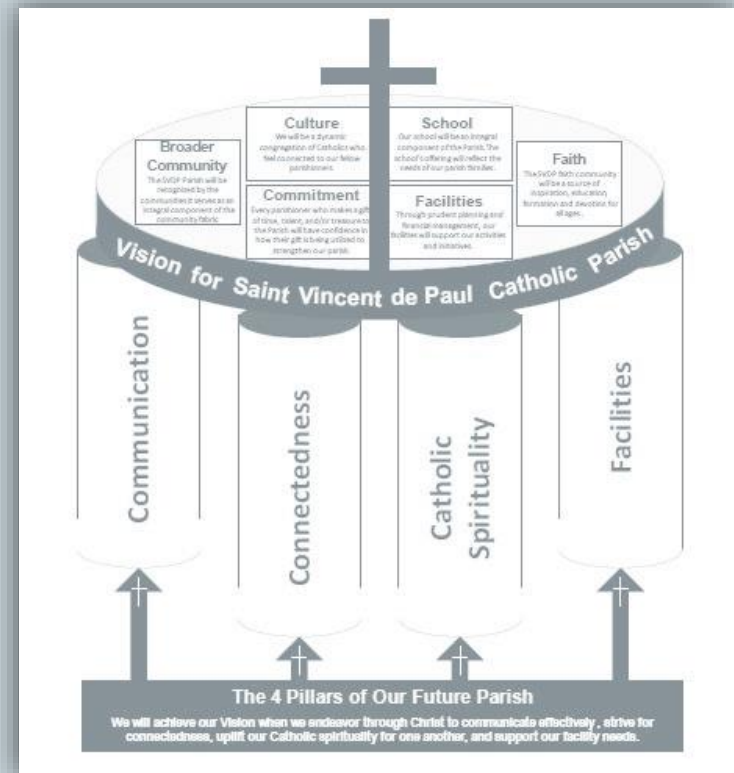 Broader
Community
The SVDP Parish will be
recognized by the
communities it serves as an
integral component of the
community fabric
Culture
We will be a dynamic
congregation of Catholics who
feel connected to our fellow
parishioners.
Commitment
Every parishioner who makes a gift
of time, talent, and/or treasure to
the Parish will have confidence in
how their gift is being utilized to
strengthen our parish.
School
Our school will be an integral
component of the Parish. The
school's offering will reflect the
needs of our parish families.
Facilities
Through prudent planning and
financial management, our
facilities will support our activities
and initiatives.
Faith
The SVDP faith community
will be a source of
inspiration, education,
formation and devotion for
all ages.
Vision for Saint Vincent de Paul Catholic Parish
Communication
Connectedness
Catholic
Spirituality
Facilities
The 4 Pillars of Our Future Parish
We will achieve our Vision when we endeavor through Christ to communicate effectively , strive for
connectedness, uplift our Catholic spirituality for one another, and support our facility needs.